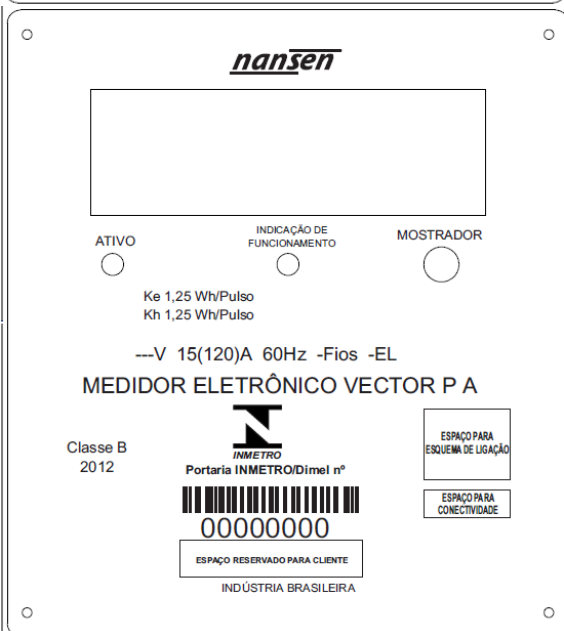 nansen
ATIVO
INDICAÇÃO DE
FUNCIONAMENTO
MOSTRADOR
Ke 1,25 Wh/Pulso
Kh 1,25 Wh/Pulso
---V 15(120)A 60Hz -Fios -EL
MEDIDOR ELETRÔNICO VECTOR P A
Classe B
2012
INMETRO
Portaria INMETRO/Dimel nº
ESPAÇO PARA
ESQUEMA DE LIGAÇÃO
ESPAÇO PARA
CONECTIVIDADE
00000000
ESPAÇO RESERVADO PARA CLIENTE
INDÚSTRIA BRASILEIRA